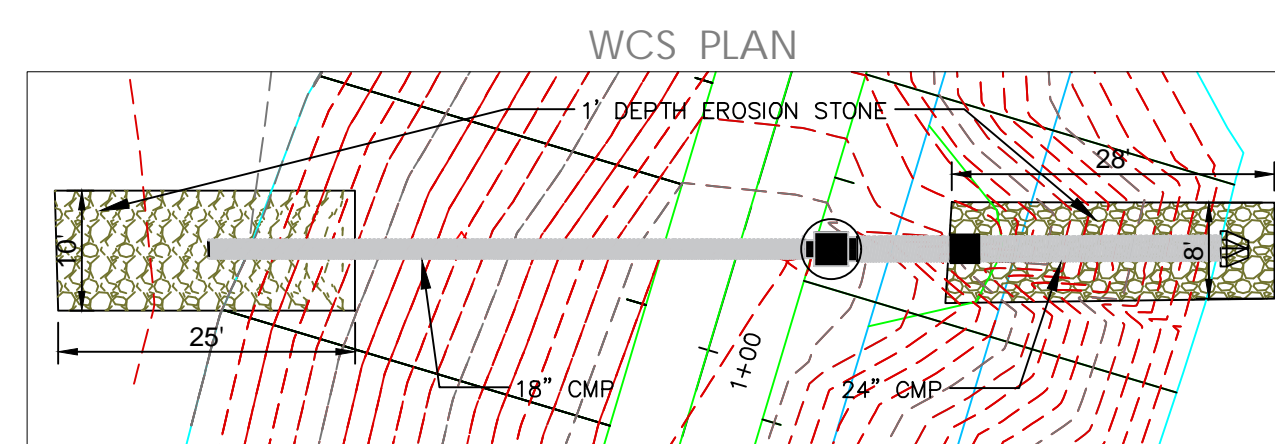 WCS PLAN
1' DEPTH EROSION STONE
28'
10'
8'
25'
1+00
18" CMP
24" CMP